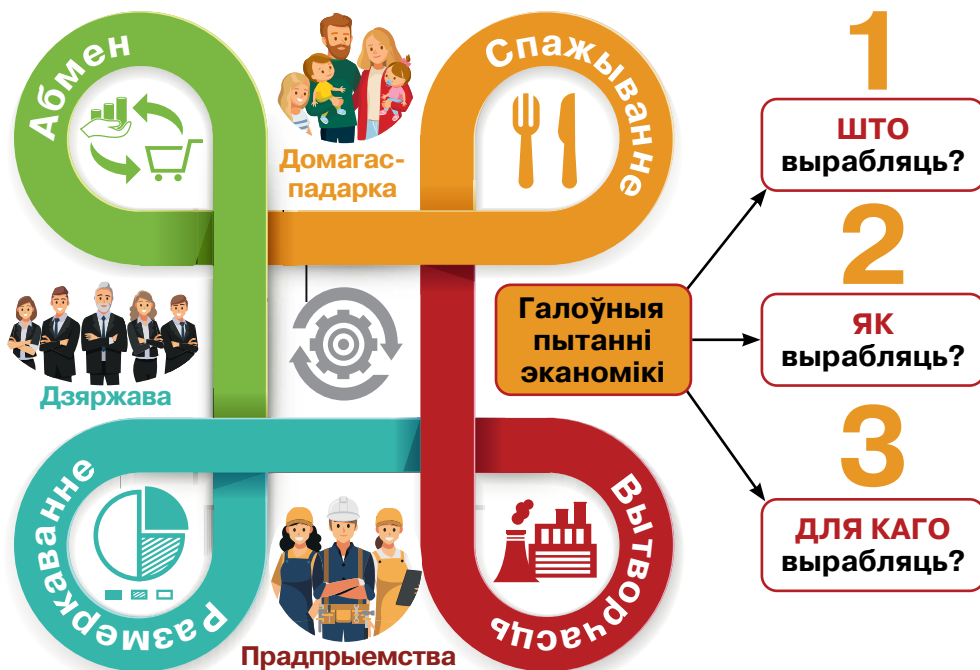 Абмен
Спажыванне
Домагас-
падарка
Дзяржава
Размеркаванне
Вытворчасць
Прадпрыемства
Галоўныя
пытанні
эканомікі
1
ШТО
вырабляць?
2
ЯК
вырабляць?
3
ДЛЯ КАГО
вырабляць?